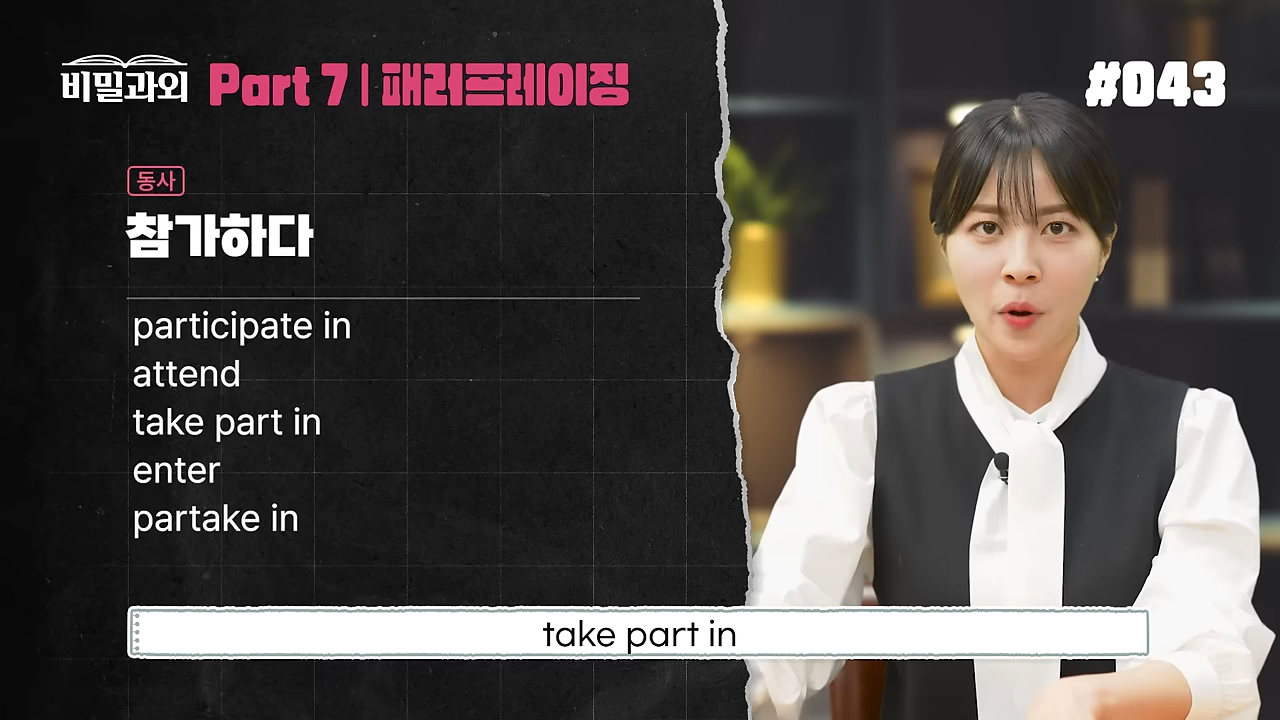 비밀과외 Part 7 | 패러프레이징
#043
동사
참가하다
participate in
attend
take part in
enter
partake in
take part in